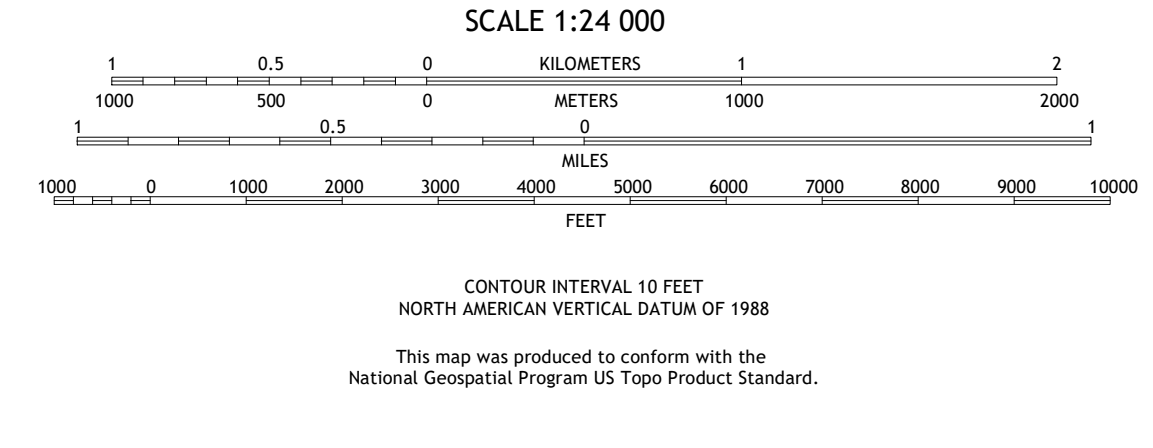 SCALE 1:24 000
1 0.5 0 KILOMETERS 1 2
1000 500 0 METERS 1000 2000
1 0.5 0 1
MILES
1000 0 1000 2000 3000 4000 5000 6000 7000 8000 9000 10000
FEET
CONTOUR INTERVAL 10 FEET
NORTH AMERICAN VERTICAL DATUM OF 1988
This map was produced to conform with the
National Geospatial Program US Topo Product Standard.